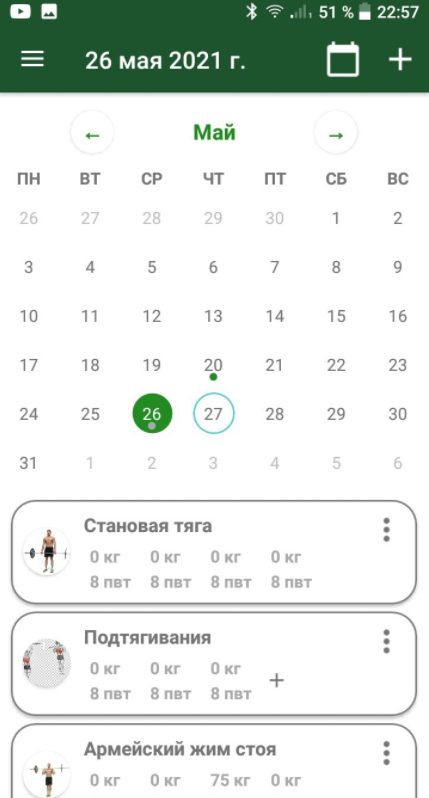 51 % 22:57
26 мая 2021 г.
← Май →
ПН ВТ СР ЧТ ПТ СБ ВС
26 27 28 29 30 1 2
3 4 5 6 7 8 9
10 11 12 13 14 15 16
17 18 19 20 21 22 23
24 25 26 27 28 29 30
31 1 2 3 4 5 6
Становая тяга
0 кг 0 кг 0 кг 0 кг
8 пвт 8 пвт 8 пвт 8 пвт
Подтягивания
0 кг 0 кг 0 кг
8 пвт 8 пвт 8 пвт +
Армейский жим стоя
0 кг 0 кг 75 кг 0 кг